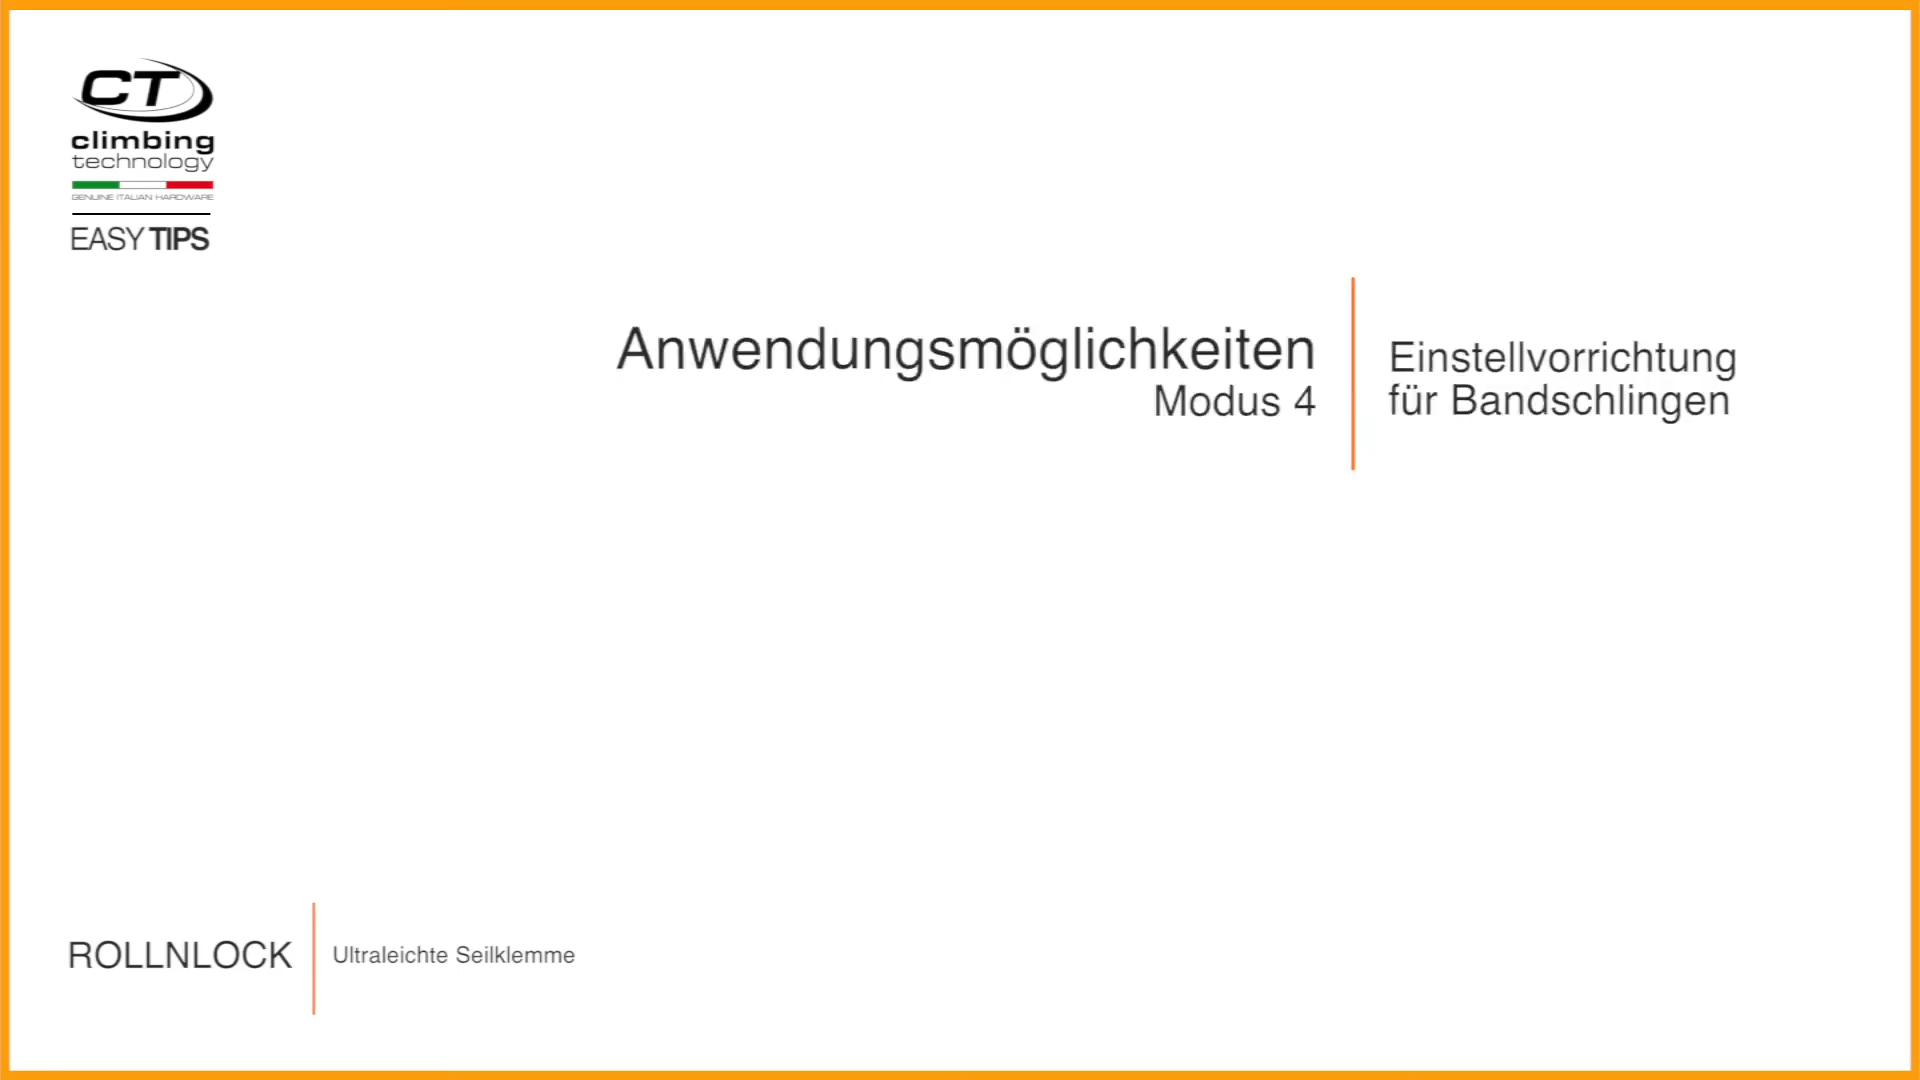 CT
climbing
technology
GENUINE ITALIAN HARDWARE
EASY TIPS
Anwendungsmöglichkeiten
Modus 4
Einstellvorrichtung
für Bandschlingen
ROLLNLOCK
Ultraleichte Seilklemme